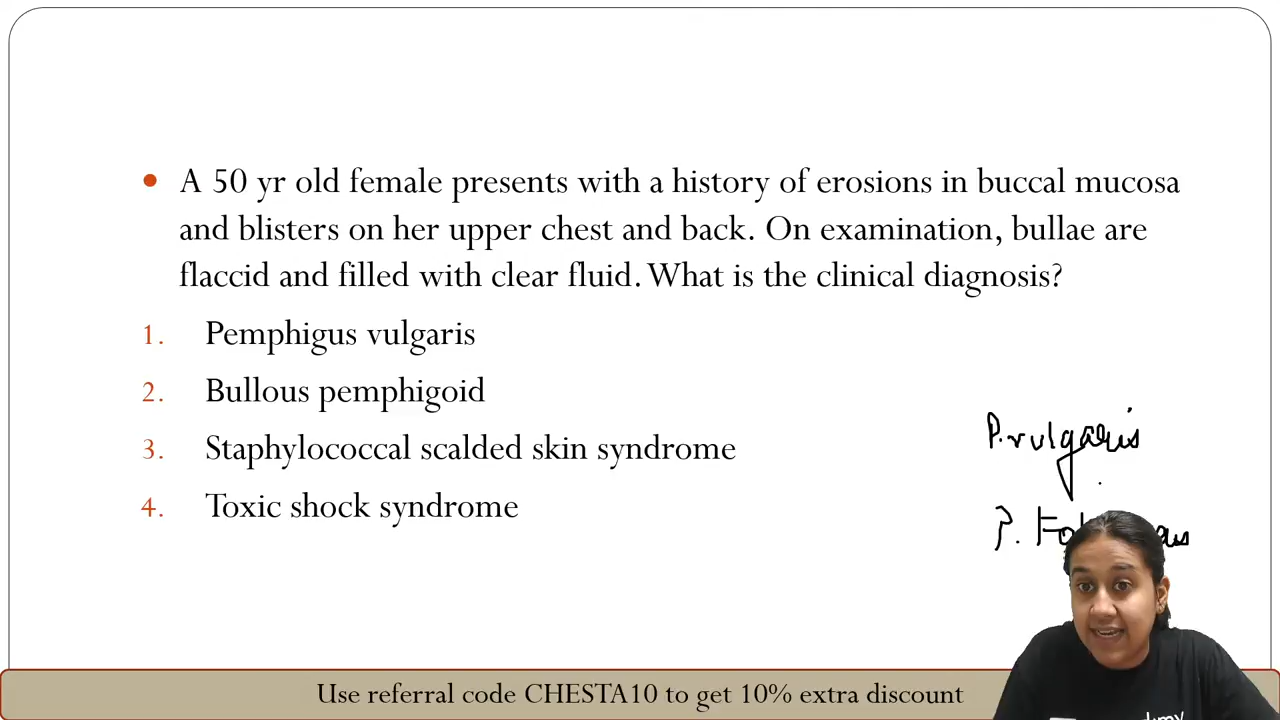 • A 50 yr old female presents with a history of erosions in buccal mucosa
and blisters on her upper chest and back. On examination, bullae are
flaccid and filled with clear fluid. What is the clinical diagnosis?
1. Pemphigus vulgaris
2. Bullous pemphigoid
3. Staphylococcal scalded skin syndrome
4. Toxic shock syndrome
P. vulgaris
P.
Use referral code CHESTA10 to get 10% extra discount